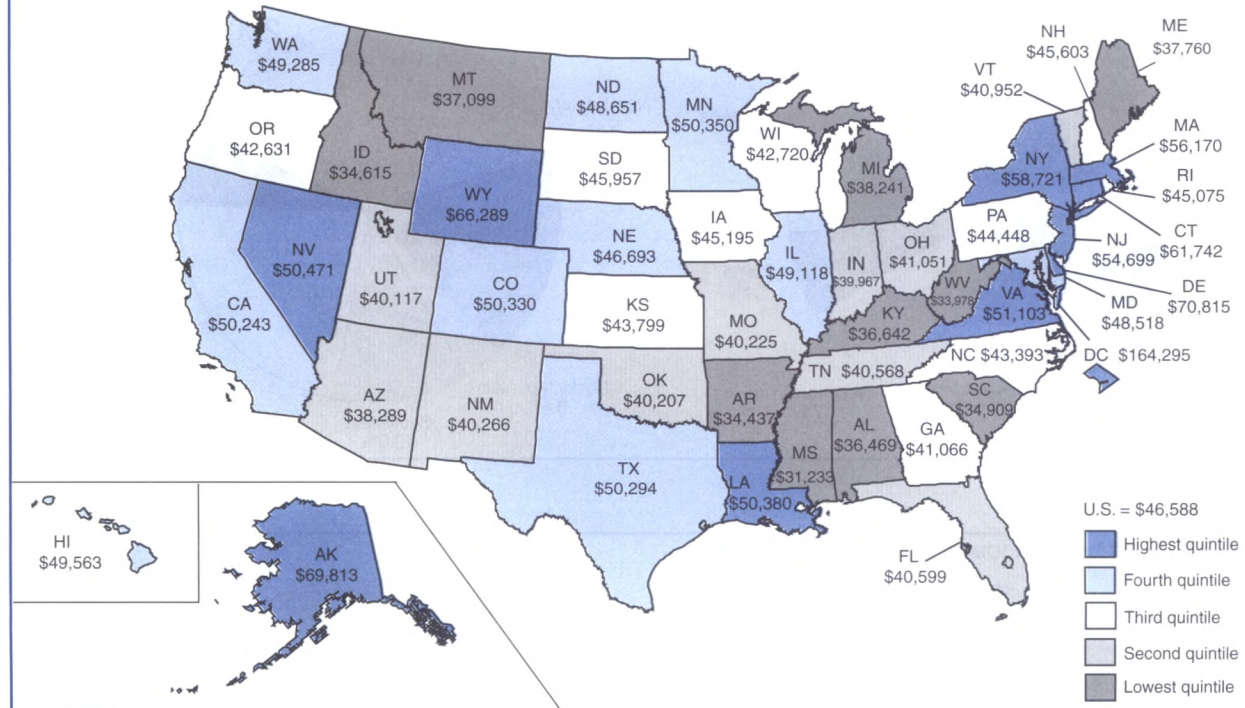 WA
$49,285
MT
$37,099
ND
$48,651
MN
$50,350
OR
$42,631
ID
$34,615
WY
$66,289
SD
$45,957
WI
$42,720
MI
$38,241
NV
$50,471
UT
$40,117
CO
$50,330
NE
$46,693
IA
$45,195
IL
$49,118
IN
$39,967
OH
$41,051
PA
$44,448
NY
$58,721
VT
$40,952
NH
$45,603
ME
$37,760
MA
$56,170
RI
$45,075
CT
$61,742
NJ
$54,699
DE
$70,815
MD
$48,518
DC $164,295
CA
$50,243
KS
$43,799
MO
$40,225
KY
$36,642
WV
$33,978
VA
$51,103
NC $43,393
TN $40,568
AZ
$38,289
NM
$40,266
OK
$40,207
AR
$34,437
SC
$34,909
TX
$50,294
LA
$50,380
MS
$31,233
AL
$36,469
GA
$41,066
FL
$40,599
HI
$49,563
AK
$69,813
U.S. = $46,588
Highest quintile
Fourth quintile
Third quintile
Second quintile
Lowest quintile